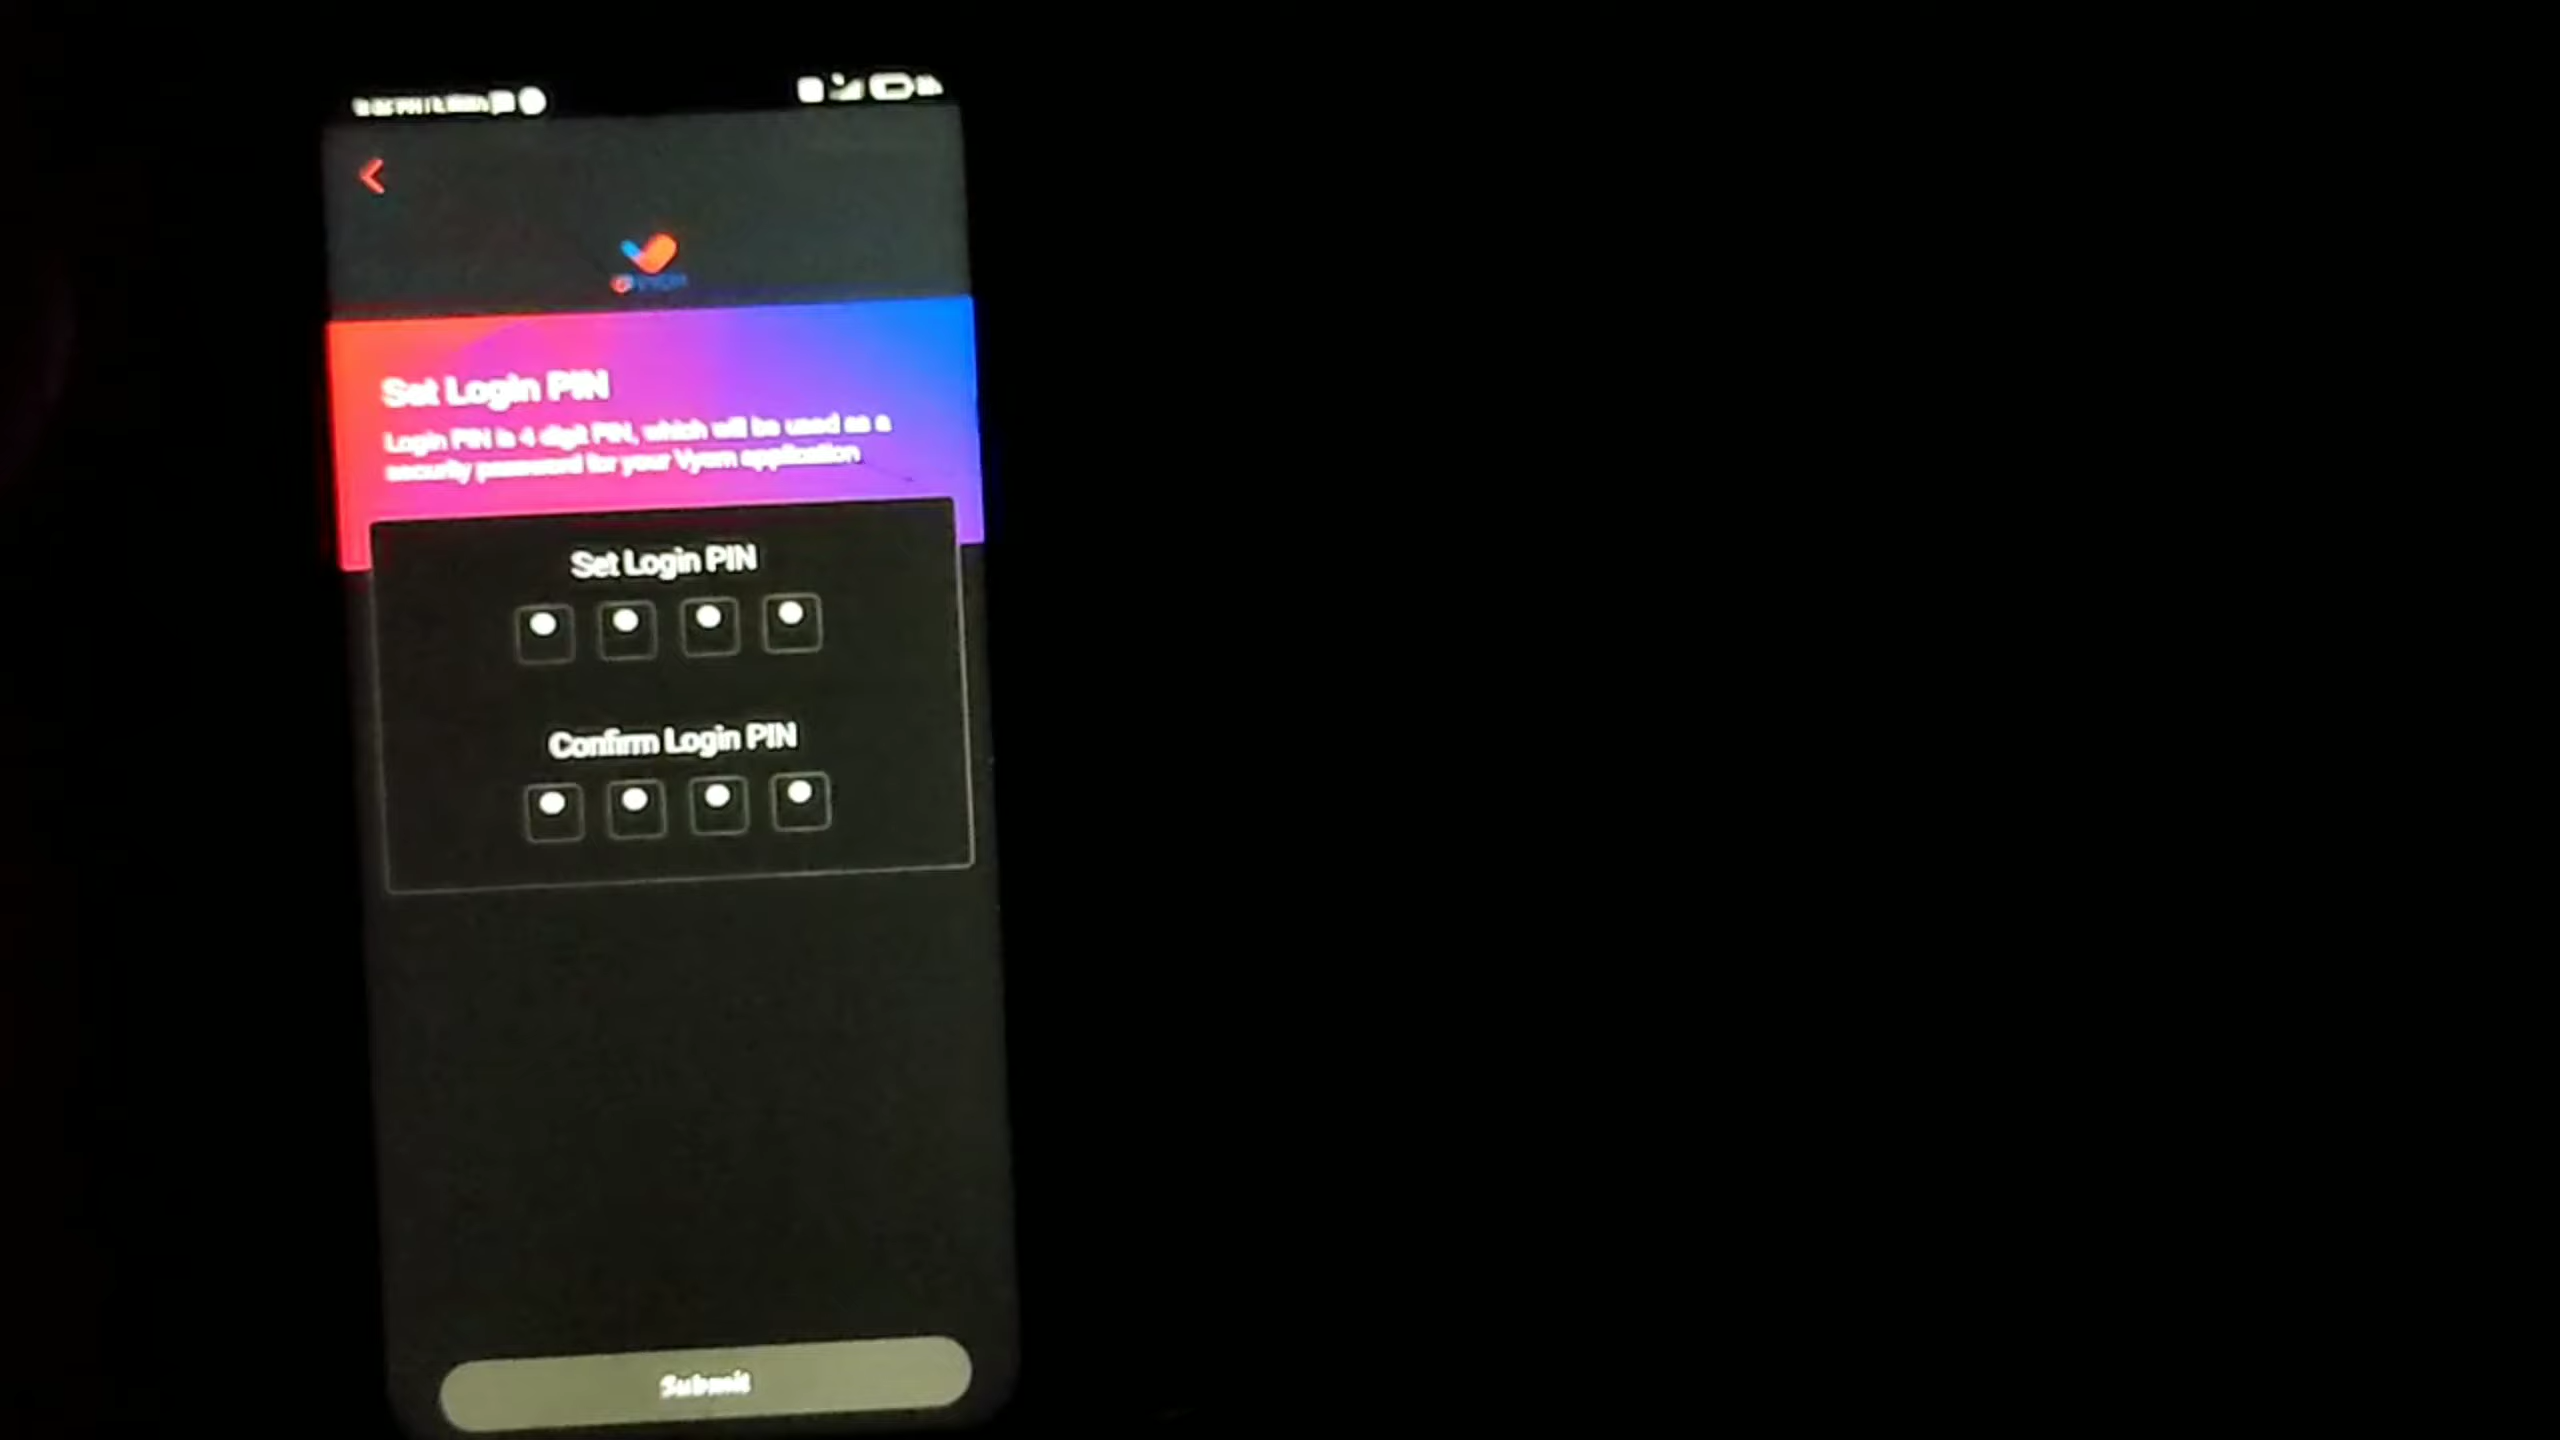 Set Login PIN
Login PIN is 4 digit PIN, which will be used as a
security password for your Vyom application
Set Login PIN
Confirm Login PIN
Submit